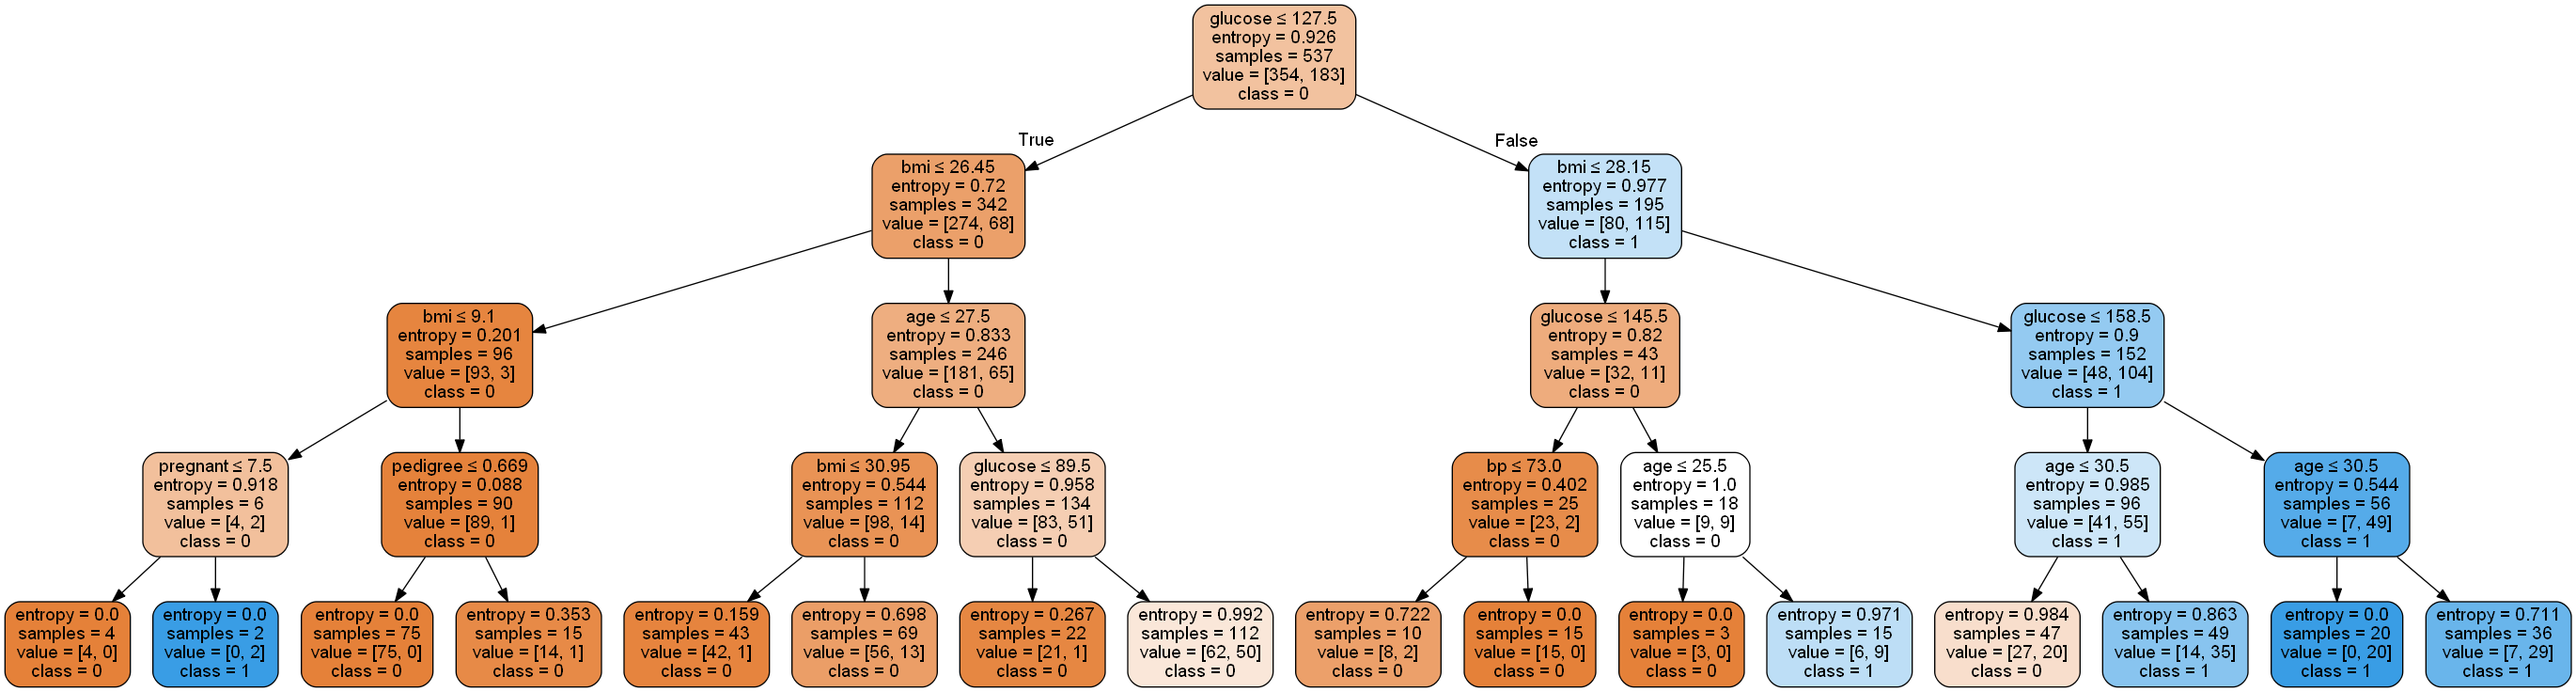 glucose ≤ 127.5
entropy = 0.926
samples = 537
value = [354, 183]
class = 0
True
False
bmi ≤ 26.45
entropy = 0.72
samples = 342
value = [274, 68]
class = 0
bmi ≤ 28.15
entropy = 0.977
samples = 195
value = [80, 115]
class = 1
bmi ≤ 9.1
entropy = 0.201
samples = 96
value = [93, 3]
class = 0
age ≤ 27.5
entropy = 0.833
samples = 246
value = [181, 65]
class = 0
glucose ≤ 145.5
entropy = 0.82
samples = 43
value = [32, 11]
class = 0
glucose ≤ 158.5
entropy = 0.9
samples = 152
value = [48, 104]
class = 1
pregnant ≤ 7.5
entropy = 0.918
samples = 6
value = [4, 2]
class = 0
pedigree ≤ 0.669
entropy = 0.088
samples = 90
value = [89, 1]
class = 0
bmi ≤ 30.95
entropy = 0.544
samples = 112
value = [98, 14]
class = 0
glucose ≤ 89.5
entropy = 0.958
samples = 134
value = [83, 51]
class = 0
bp ≤ 73.0
entropy = 0.402
samples = 25
value = [23, 2]
class = 0
age ≤ 25.5
entropy = 1.0
samples = 18
value = [9, 9]
class = 0
age ≤ 30.5
entropy = 0.985
samples = 96
value = [41, 55]
class = 1
age ≤ 30.5
entropy = 0.544
samples = 56
value = [7, 49]
class = 1
entropy = 0.0
samples = 4
value = [4, 0]
class = 0
entropy = 0.0
samples = 2
value = [0, 2]
class = 1
entropy = 0.0
samples = 75
value = [75, 0]
class = 0
entropy = 0.353
samples = 15
value = [14, 1]
class = 0
entropy = 0.159
samples = 43
value = [42, 1]
class = 0
entropy = 0.698
samples = 69
value = [56, 13]
class = 0
entropy = 0.267
samples = 22
value = [21, 1]
class = 0
entropy = 0.992
samples = 112
value = [62, 50]
class = 0
entropy = 0.722
samples = 10
value = [8, 2]
class = 0
entropy = 0.0
samples = 15
value = [15, 0]
class = 0
entropy = 0.0
samples = 3
value = [3, 0]
class = 0
entropy = 0.971
samples = 15
value = [6, 9]
class = 1
entropy = 0.984
samples = 47
value = [27, 20]
class = 0
entropy = 0.863
samples = 49
value = [14, 35]
class = 1
entropy = 0.0
samples = 20
value = [0, 20]
class = 1
entropy = 0.711
samples = 36
value = [7, 29]
class = 1